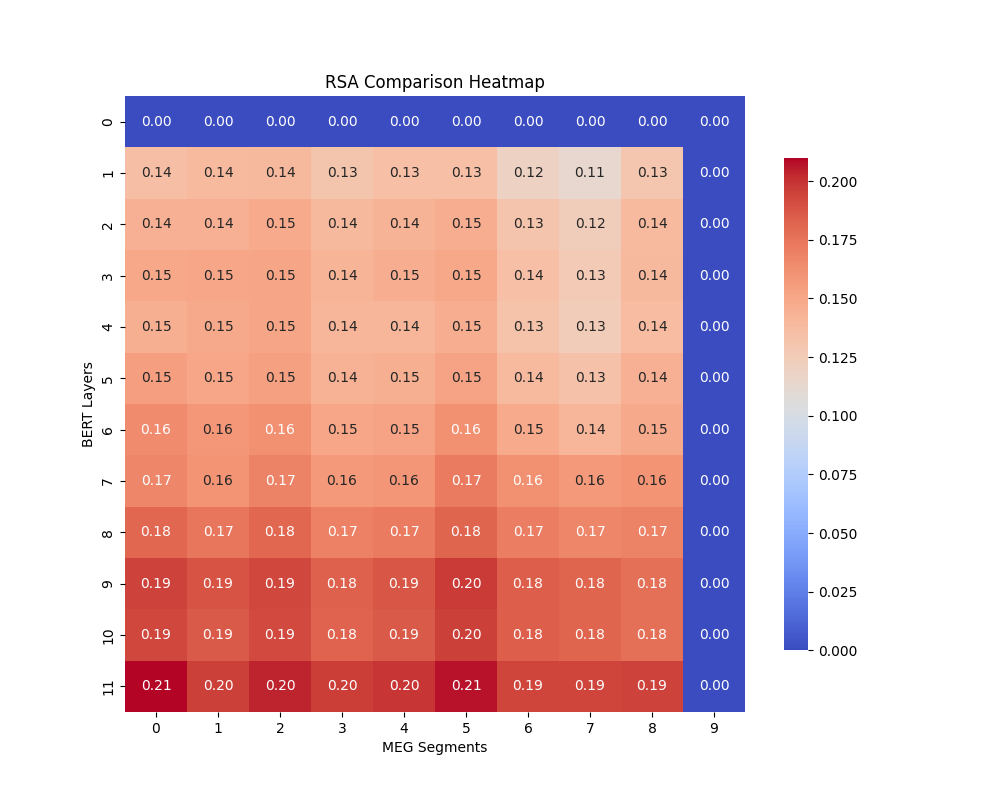 RSA Comparison Heatmap
0 0.00 0.00 0.00 0.00 0.00 0.00 0.00 0.00 0.00 0.00
1 0.14 0.14 0.14 0.13 0.13 0.13 0.12 0.11 0.13 0.00
2 0.14 0.14 0.15 0.14 0.14 0.15 0.13 0.12 0.14 0.00
3 0.15 0.15 0.15 0.14 0.15 0.15 0.14 0.13 0.14 0.00
4 0.15 0.15 0.15 0.14 0.14 0.15 0.13 0.13 0.14 0.00
5 0.15 0.15 0.15 0.14 0.15 0.15 0.14 0.13 0.14 0.00
6 0.16 0.16 0.16 0.15 0.15 0.16 0.15 0.14 0.15 0.00
7 0.17 0.16 0.17 0.16 0.16 0.17 0.16 0.16 0.16 0.00
8 0.18 0.17 0.18 0.17 0.17 0.18 0.17 0.17 0.17 0.00
9 0.19 0.19 0.19 0.18 0.19 0.20 0.18 0.18 0.18 0.00
10 0.19 0.19 0.19 0.18 0.19 0.20 0.18 0.18 0.18 0.00
11 0.21 0.20 0.20 0.20 0.20 0.21 0.19 0.19 0.19 0.00
0 1 2 3 4 5 6 7 8 9
MEG Segments
BERT Layers
0.200
0.175
0.150
0.125
0.100
0.075
0.050
0.025
0.000